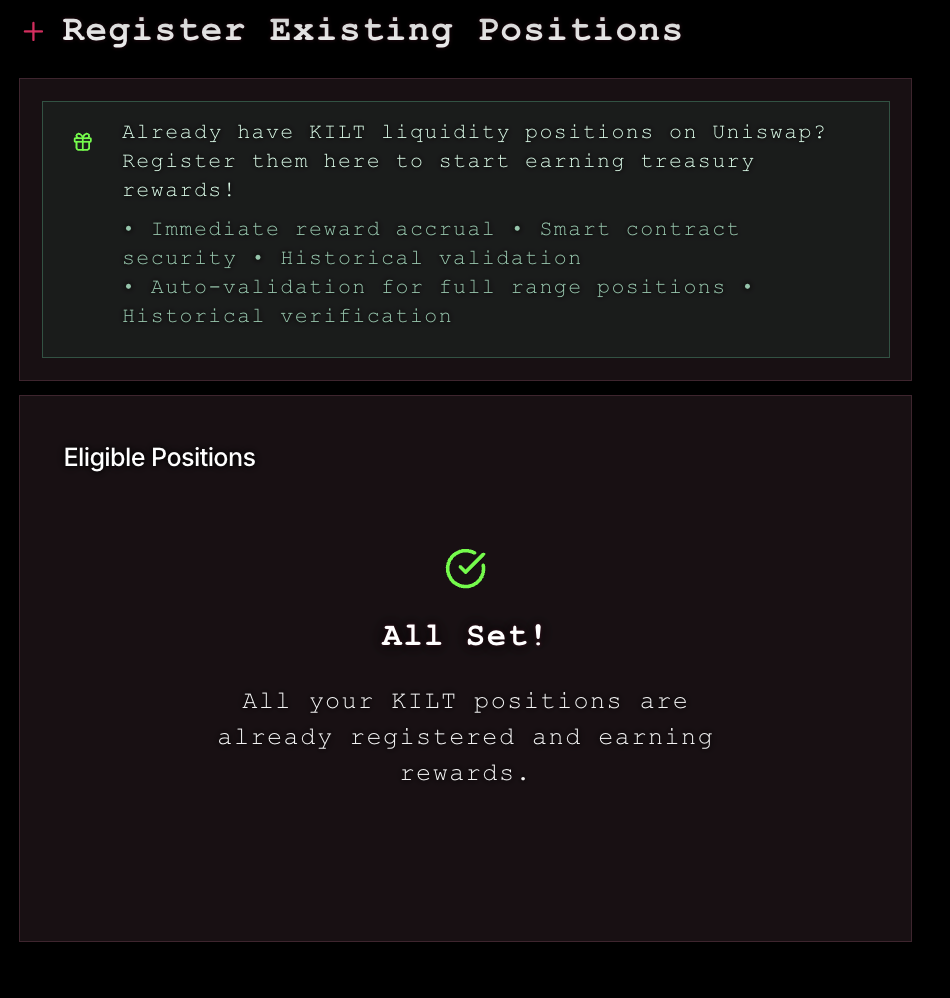 Register Existing Positions
Already have KILT liquidity positions on Uniswap?
Register them here to start earning treasury
rewards!
• Immediate reward accrual • Smart contract
security • Historical validation
• Auto-validation for full range positions •
Historical verification
Eligible Positions
All Set!
All your KILT positions are
already registered and earning
rewards.